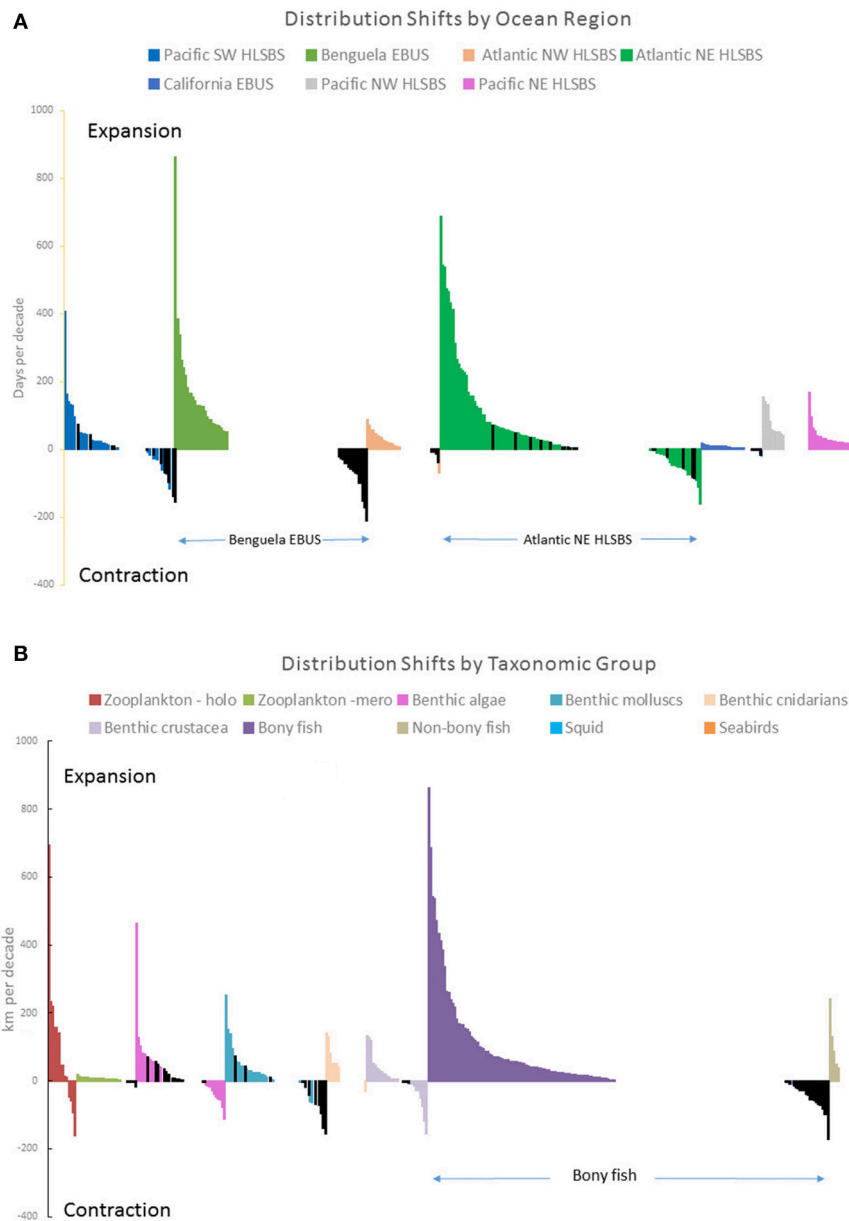 A
Distribution Shifts by Ocean Region
Pacific SW HLSBS Benguela EBUS Atlantic NW HLSBS Atlantic NE HLSBS
California EBUS Pacific NW HLSBS Pacific NE HLSBS
1000
Expansion
800
600
400
Days per decade
200
0
-200
Benguela EBUS Atlantic NE HLSBS
Contraction
-400
B
Distribution Shifts by Taxonomic Group
Zooplankton - holo Zooplankton -mero Benthic algae Benthic molluscs Benthic cnidarians
Benthic crustacea Bony fish Non-bony fish Squid Seabirds
1000
Expansion
800
600
400
km per decade
200
0
-200
Bony fish
Contraction
-400